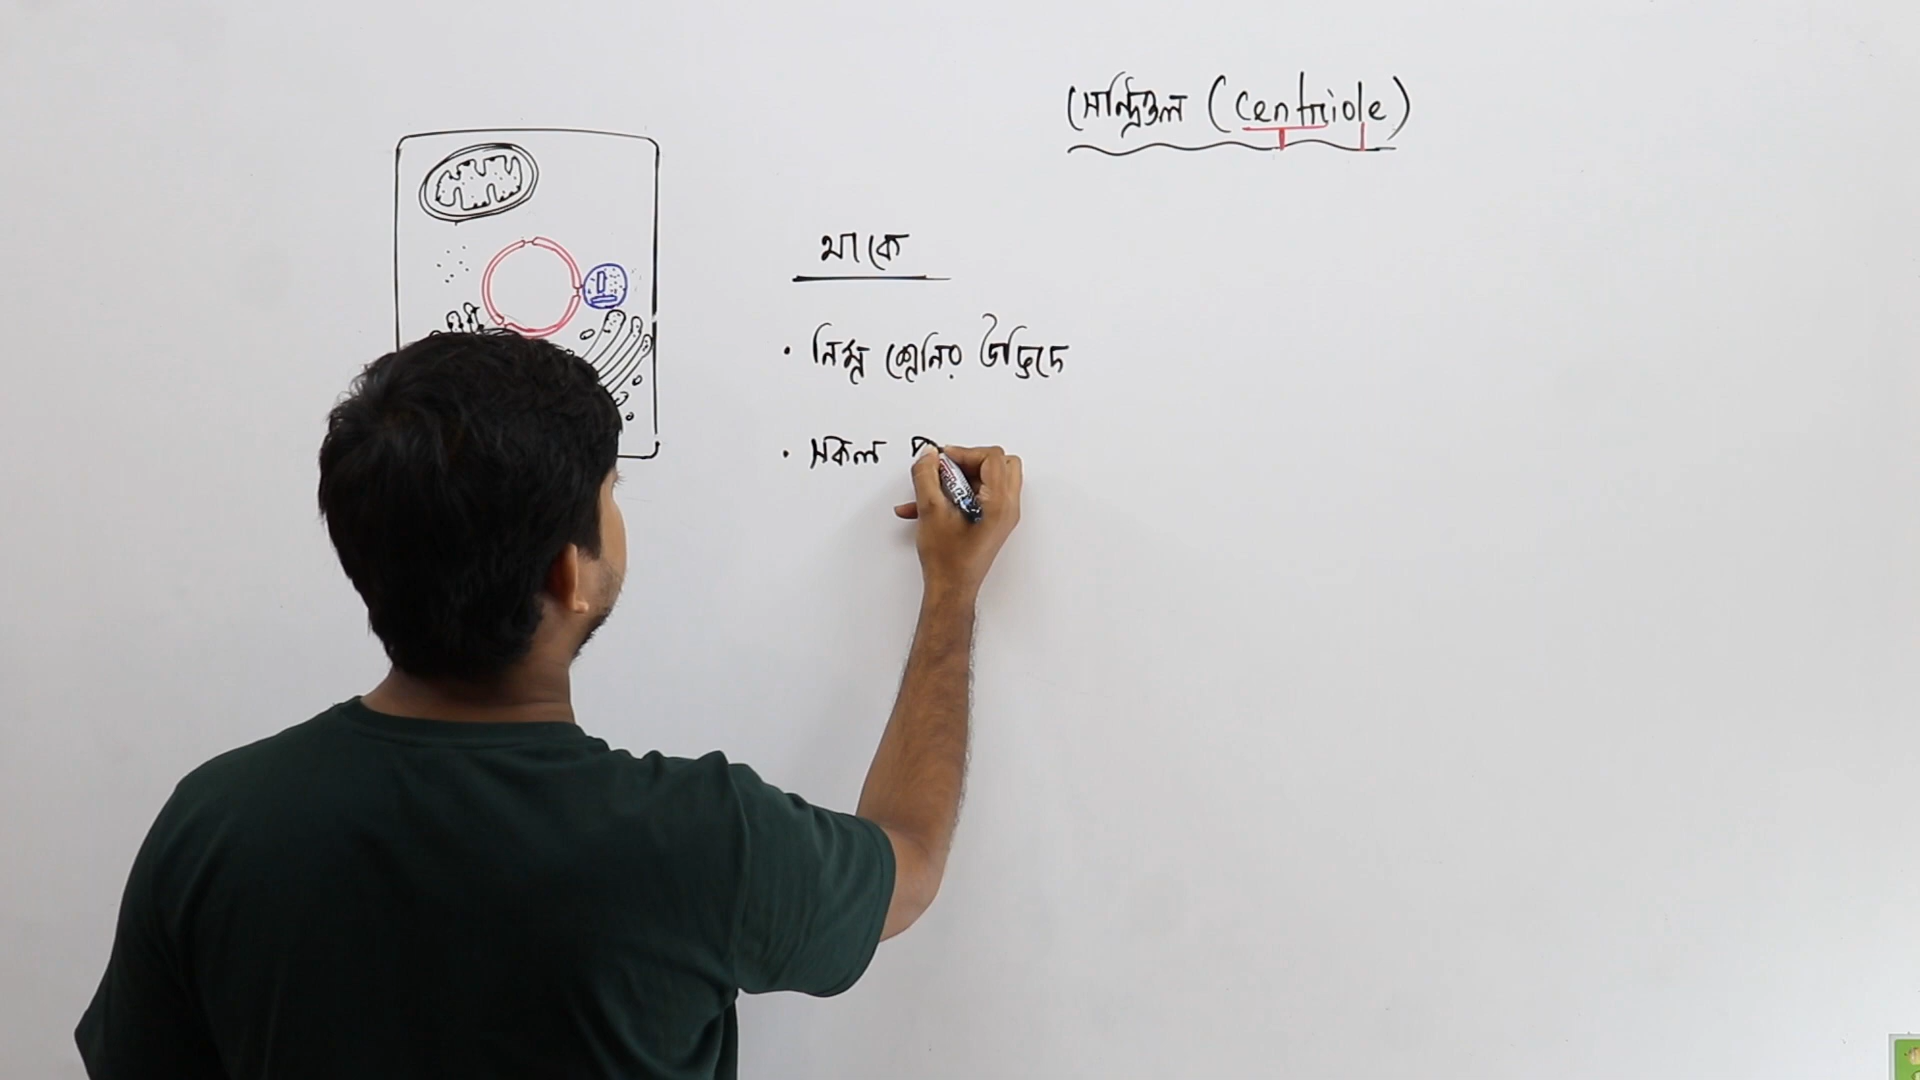 সেন্ট্রিওল (Centriole)
থাকে
• নিম্ন শ্রেনির উদ্ভিদে
• সকল